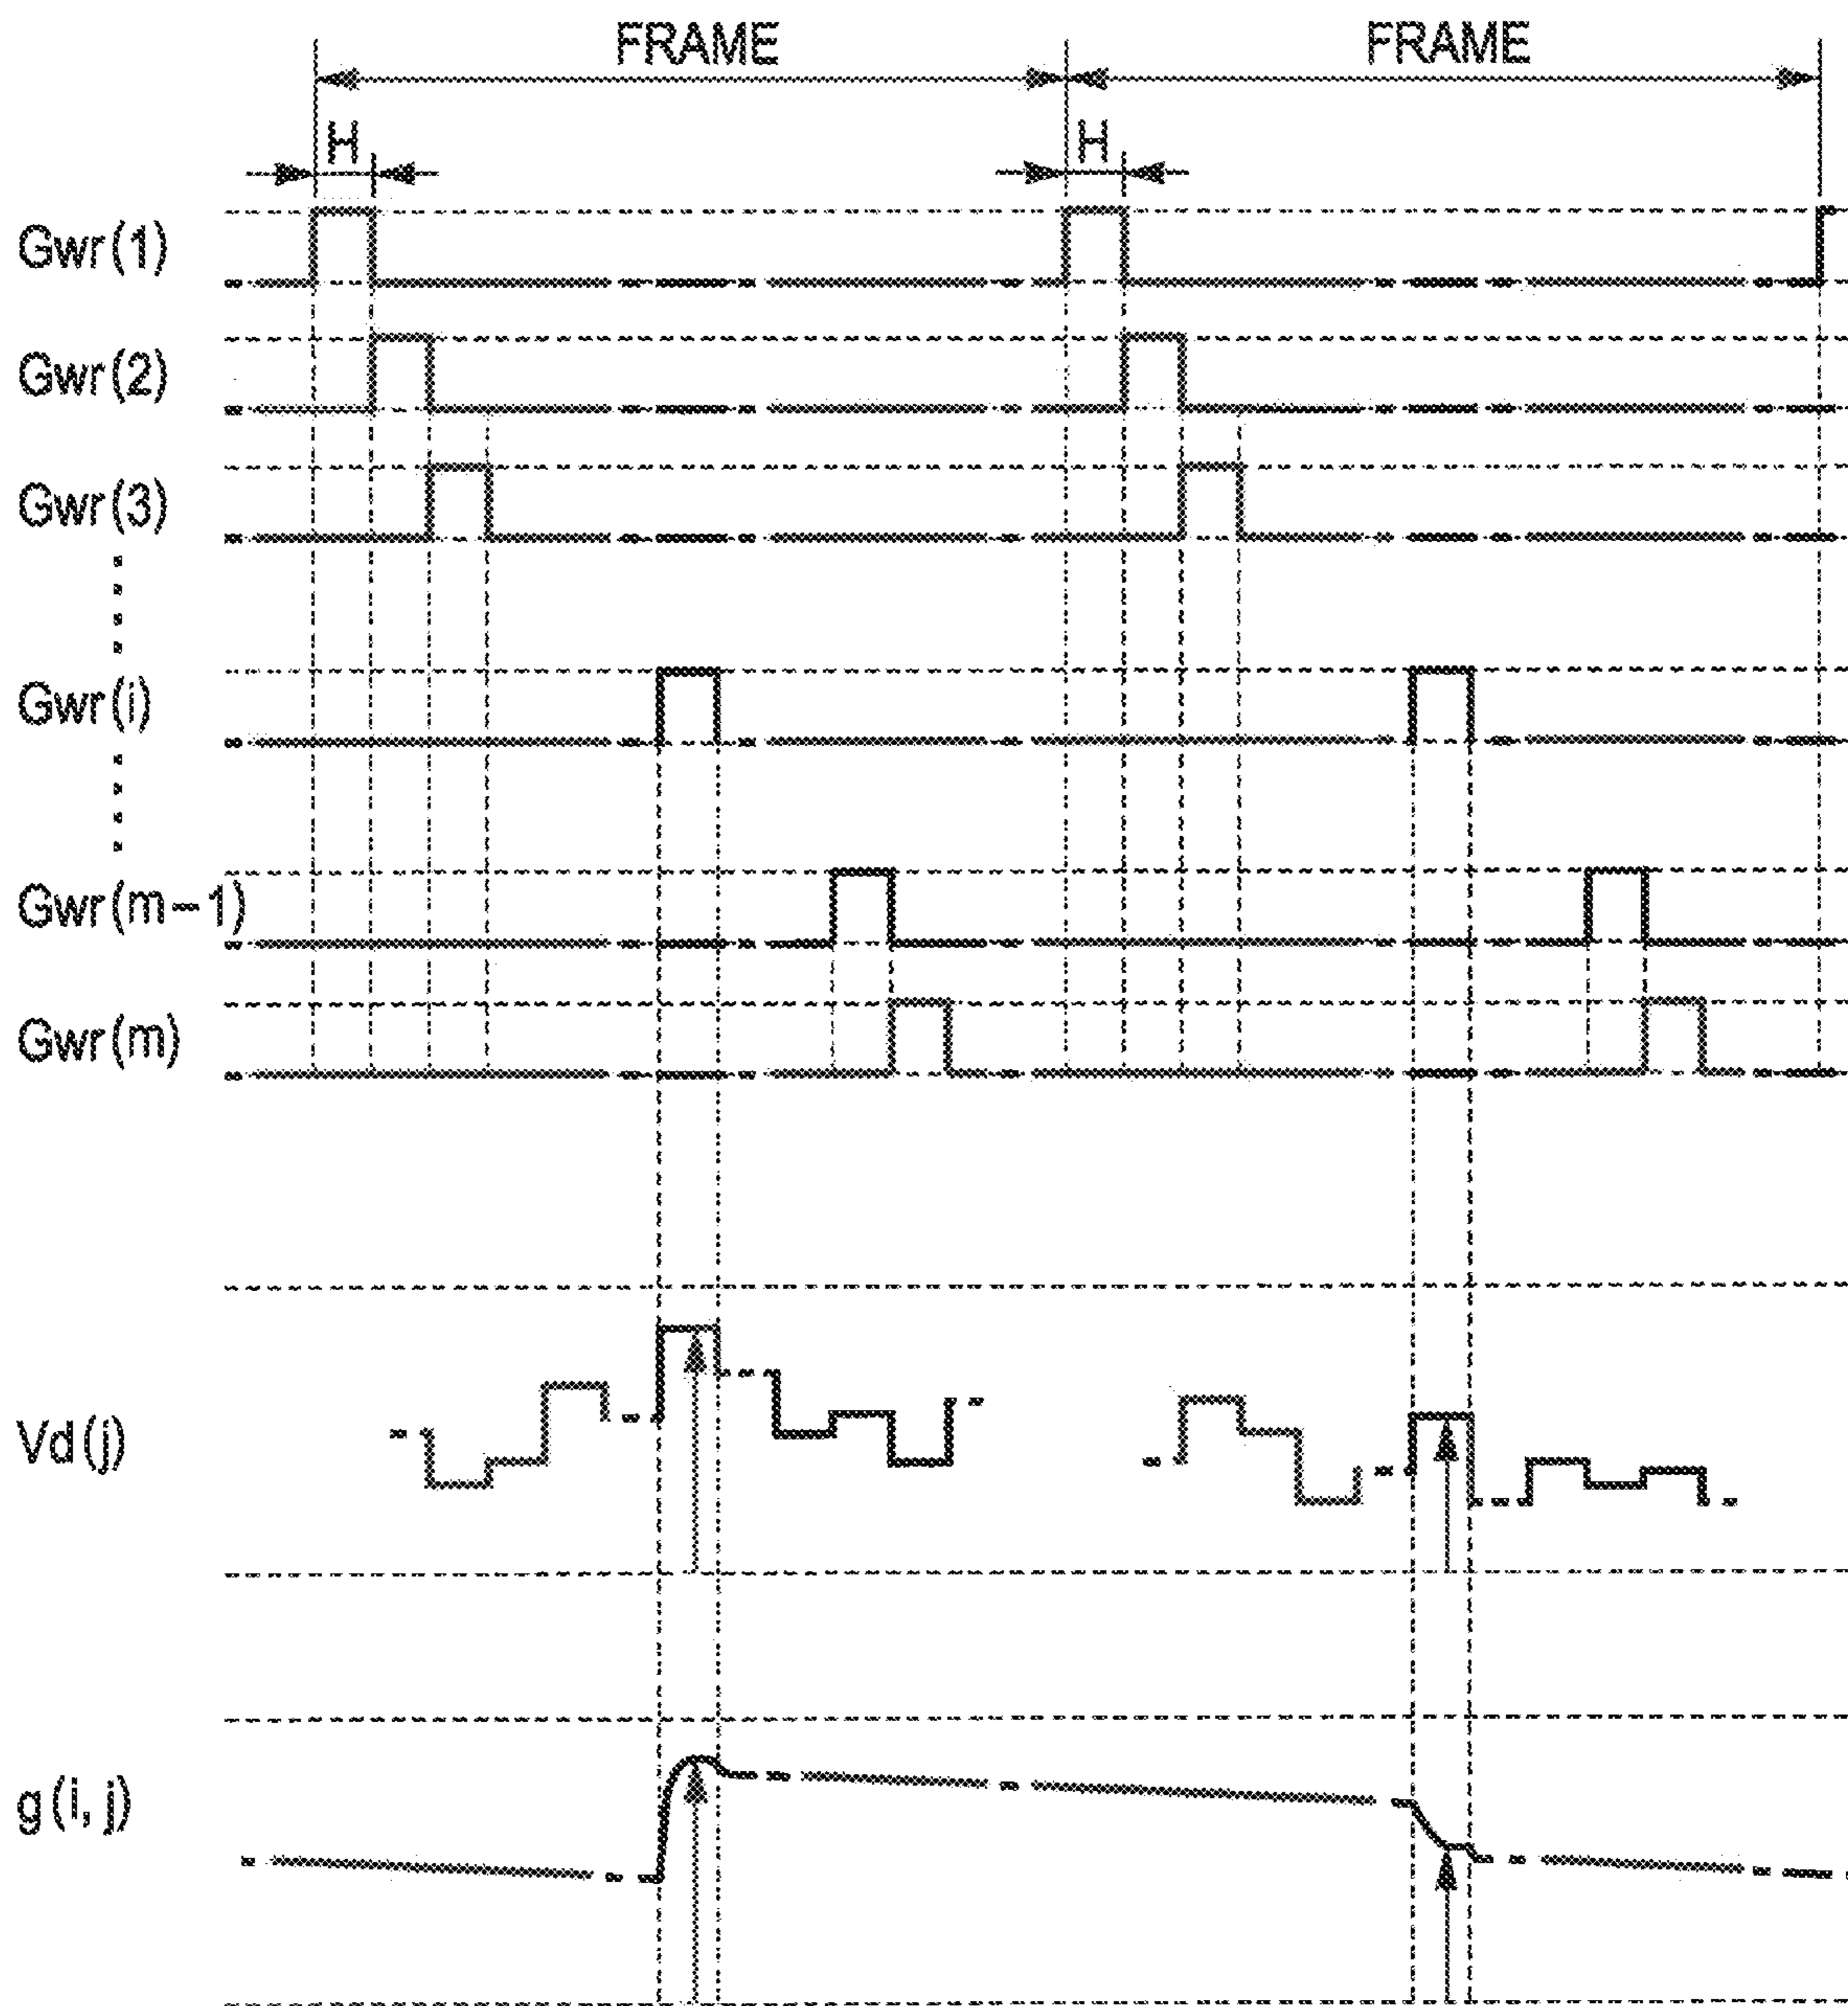 FRAME FRAME
H H
Gwr(1)
Gwr(2)
Gwr(3)
Gwr(i)
Gwr(m-1)
Gwr(m)
Vd(j)
g(i, j)